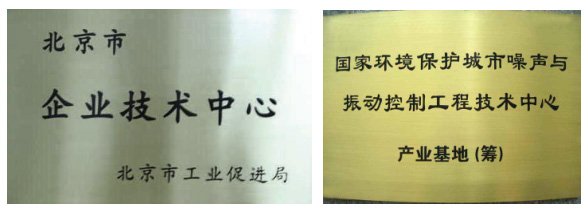 北京市
企业技术中心
北京市工业促进局
国家环境保护城市噪声与
振动控制工程技术中心
产业基地(筹)